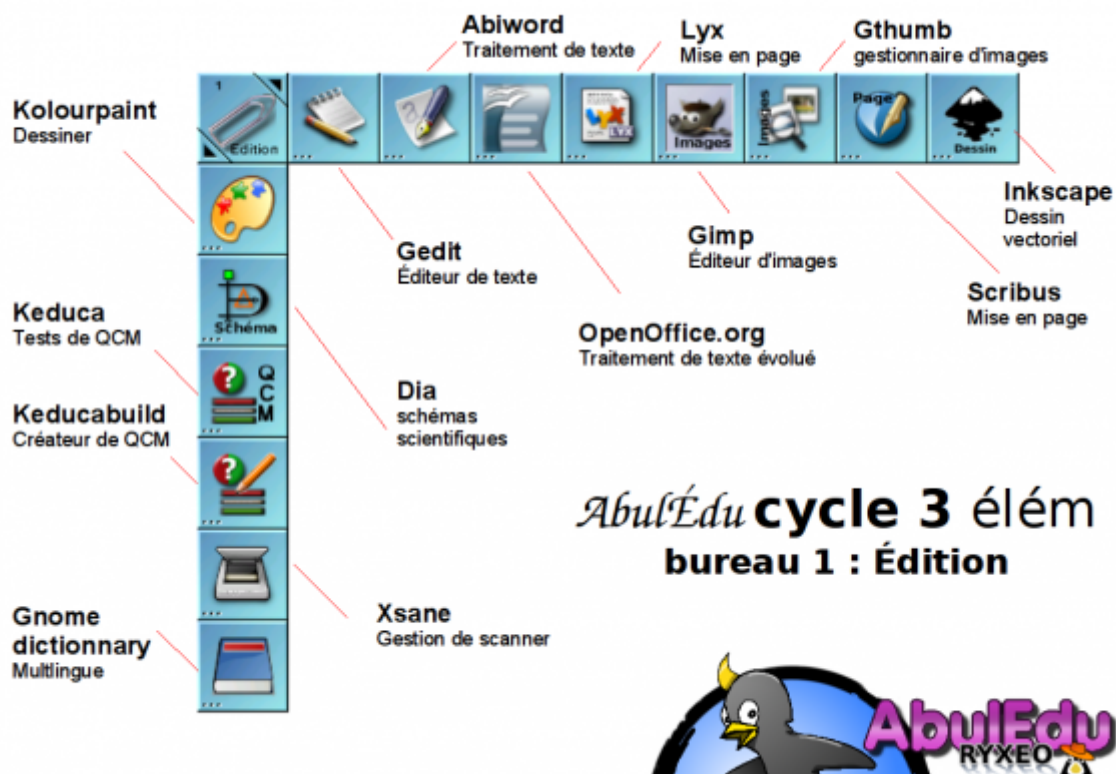 Abiword
Traitement de texte
Lyx
Mise en page
Gthumb
gestionnaire d'images
Kolourpaint
Dessiner
1
Édition
LYX
LYX
Images
Images
Page
Dessin
Inkscape
Dessin
vectoriel
Gedit
Éditeur de texte
Gimp
Éditeur d'images
Scribus
Mise en page
OpenOffice.org
Traitement de texte évolué
Schéma
Keduca
Tests de QCM
QCM
Dia
schémas
scientifiques
Keducabuild
Créateur de QCM
AbulÉdu cycle 3 élém
bureau 1 : Édition
Xsane
Gestion de scanner
Gnome
dictionnary
Multlingue
AbulEdu
RYXEO